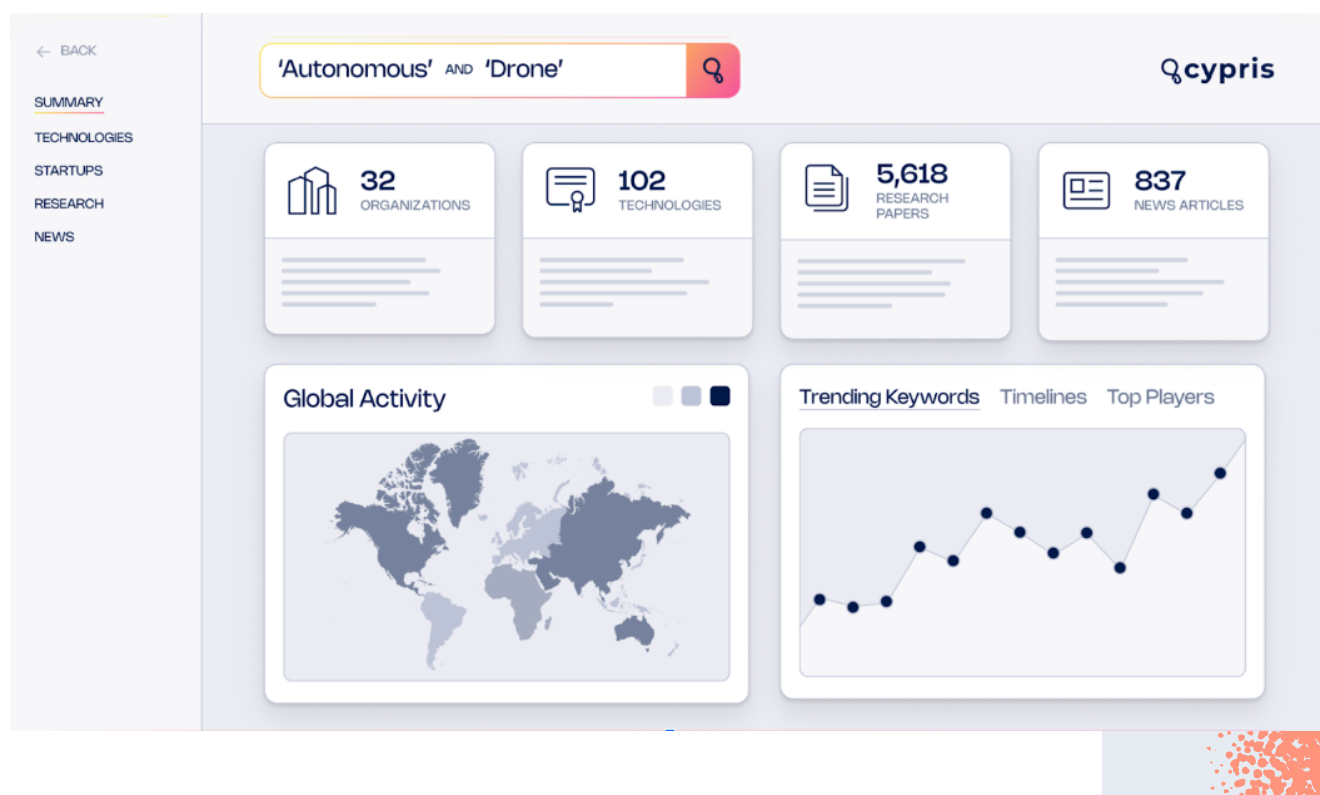 ← BACK
SUMMARY
TECHNOLOGIES
STARTUPS
RESEARCH
NEWS
‘Autonomous’ AND ‘Drone’
cypris
32
ORGANIZATIONS
102
TECHNOLOGIES
5,618
RESEARCH
PAPERS
837
NEWS ARTICLES
Global Activity
Trending Keywords Timelines Top Players